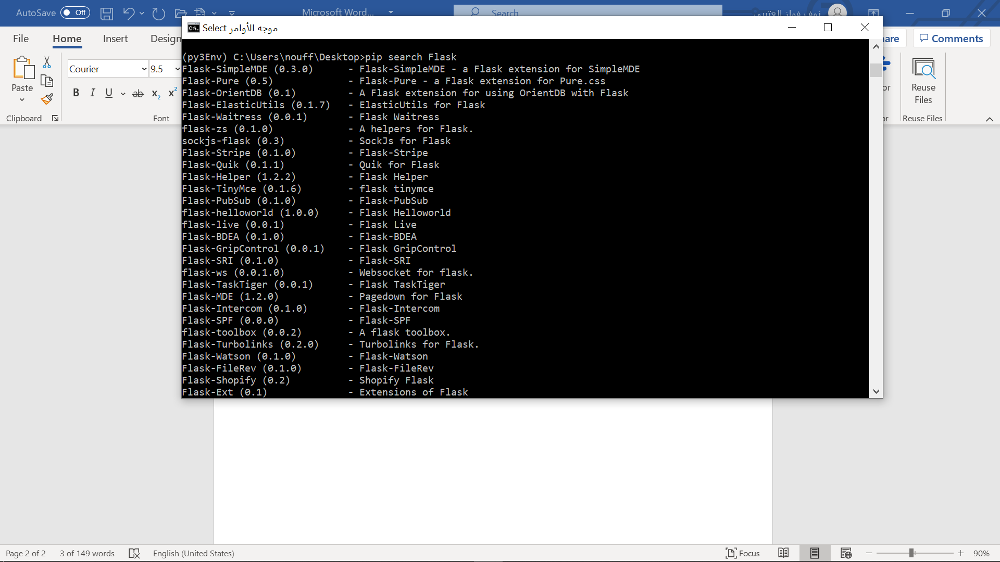 AutoSave Off
Microsoft Word...
Search
نوف فواز العتيبي
File
Home
Insert
Design
Comments
Courier
9.5
Paste
Clipboard
Font
B I U ab x2 x2
Reuse
Files
Reuse Files
Select موجه الأوامر
(py3Env) C:\Users\nouff\Desktop>pip search Flask
Flask-SimpleMDE (0.3.0) - Flask-SimpleMDE - a Flask extension for SimpleMDE
Flask-Pure (0.5) - Flask-Pure - a Flask extension for Pure.css
Flask-OrientDB (0.1) - A Flask extension for using OrientDB with Flask
Flask-ElasticUtils (0.1.7) - ElasticUtils for Flask
Flask-Waitress (0.0.1) - Flask Waitress
flask-zs (0.1.0) - A helpers for Flask.
sockjs-flask (0.3) - SockJs for Flask
Flask-Stripe (0.1.0) - Flask-Stripe
Flask-Quik (0.1.1) - Quik for Flask
Flask-Helper (1.2.2) - Flask Helper
Flask-TinyMce (0.1.6) - flask tinymce
Flask-PubSub (0.1.0) - Flask-PubSub
flask-helloworld (1.0.0) - Flask Helloworld
flask-live (0.0.1) - Flask Live
Flask-BDEA (0.1.0) - Flask-BDEA
Flask-GripControl (0.0.1) - Flask GripControl
Flask-SRI (0.1.0) - Flask-SRI
flask-ws (0.0.1.0) - Websocket for flask.
Flask-TaskTiger (0.0.1) - Flask TaskTiger
Flask-MDE (1.2.0) - Pagedown for Flask
Flask-Intercom (0.1.0) - Flask-Intercom
Flask-SPF (0.0.0) - Flask-SPF
flask-toolbox (0.0.2) - A flask toolbox.
Flask-Turbolinks (0.2.0) - Turbolinks for Flask.
Flask-Watson (0.1.0) - Flask-Watson
Flask-FileRev (0.1.0) - Flask-FileRev
Flask-Shopify (0.2) - Shopify Flask
Flask-Ext (0.1) - Extensions of Flask
Page 2 of 2
3 of 149 words
English (United States)
Focus
90%